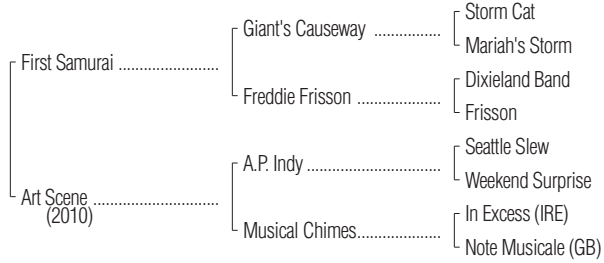 Storm Cat
Giant's Causeway ................
Mariah's Storm
First Samurai ........................
Dixieland Band
Freddie Frisson ....................
Frisson
Seattle Slew
A.P. Indy ................................
Weekend Surprise
Art Scene ..............................
(2010)
In Excess (IRE)
Musical Chimes....................
Note Musicale (GB)